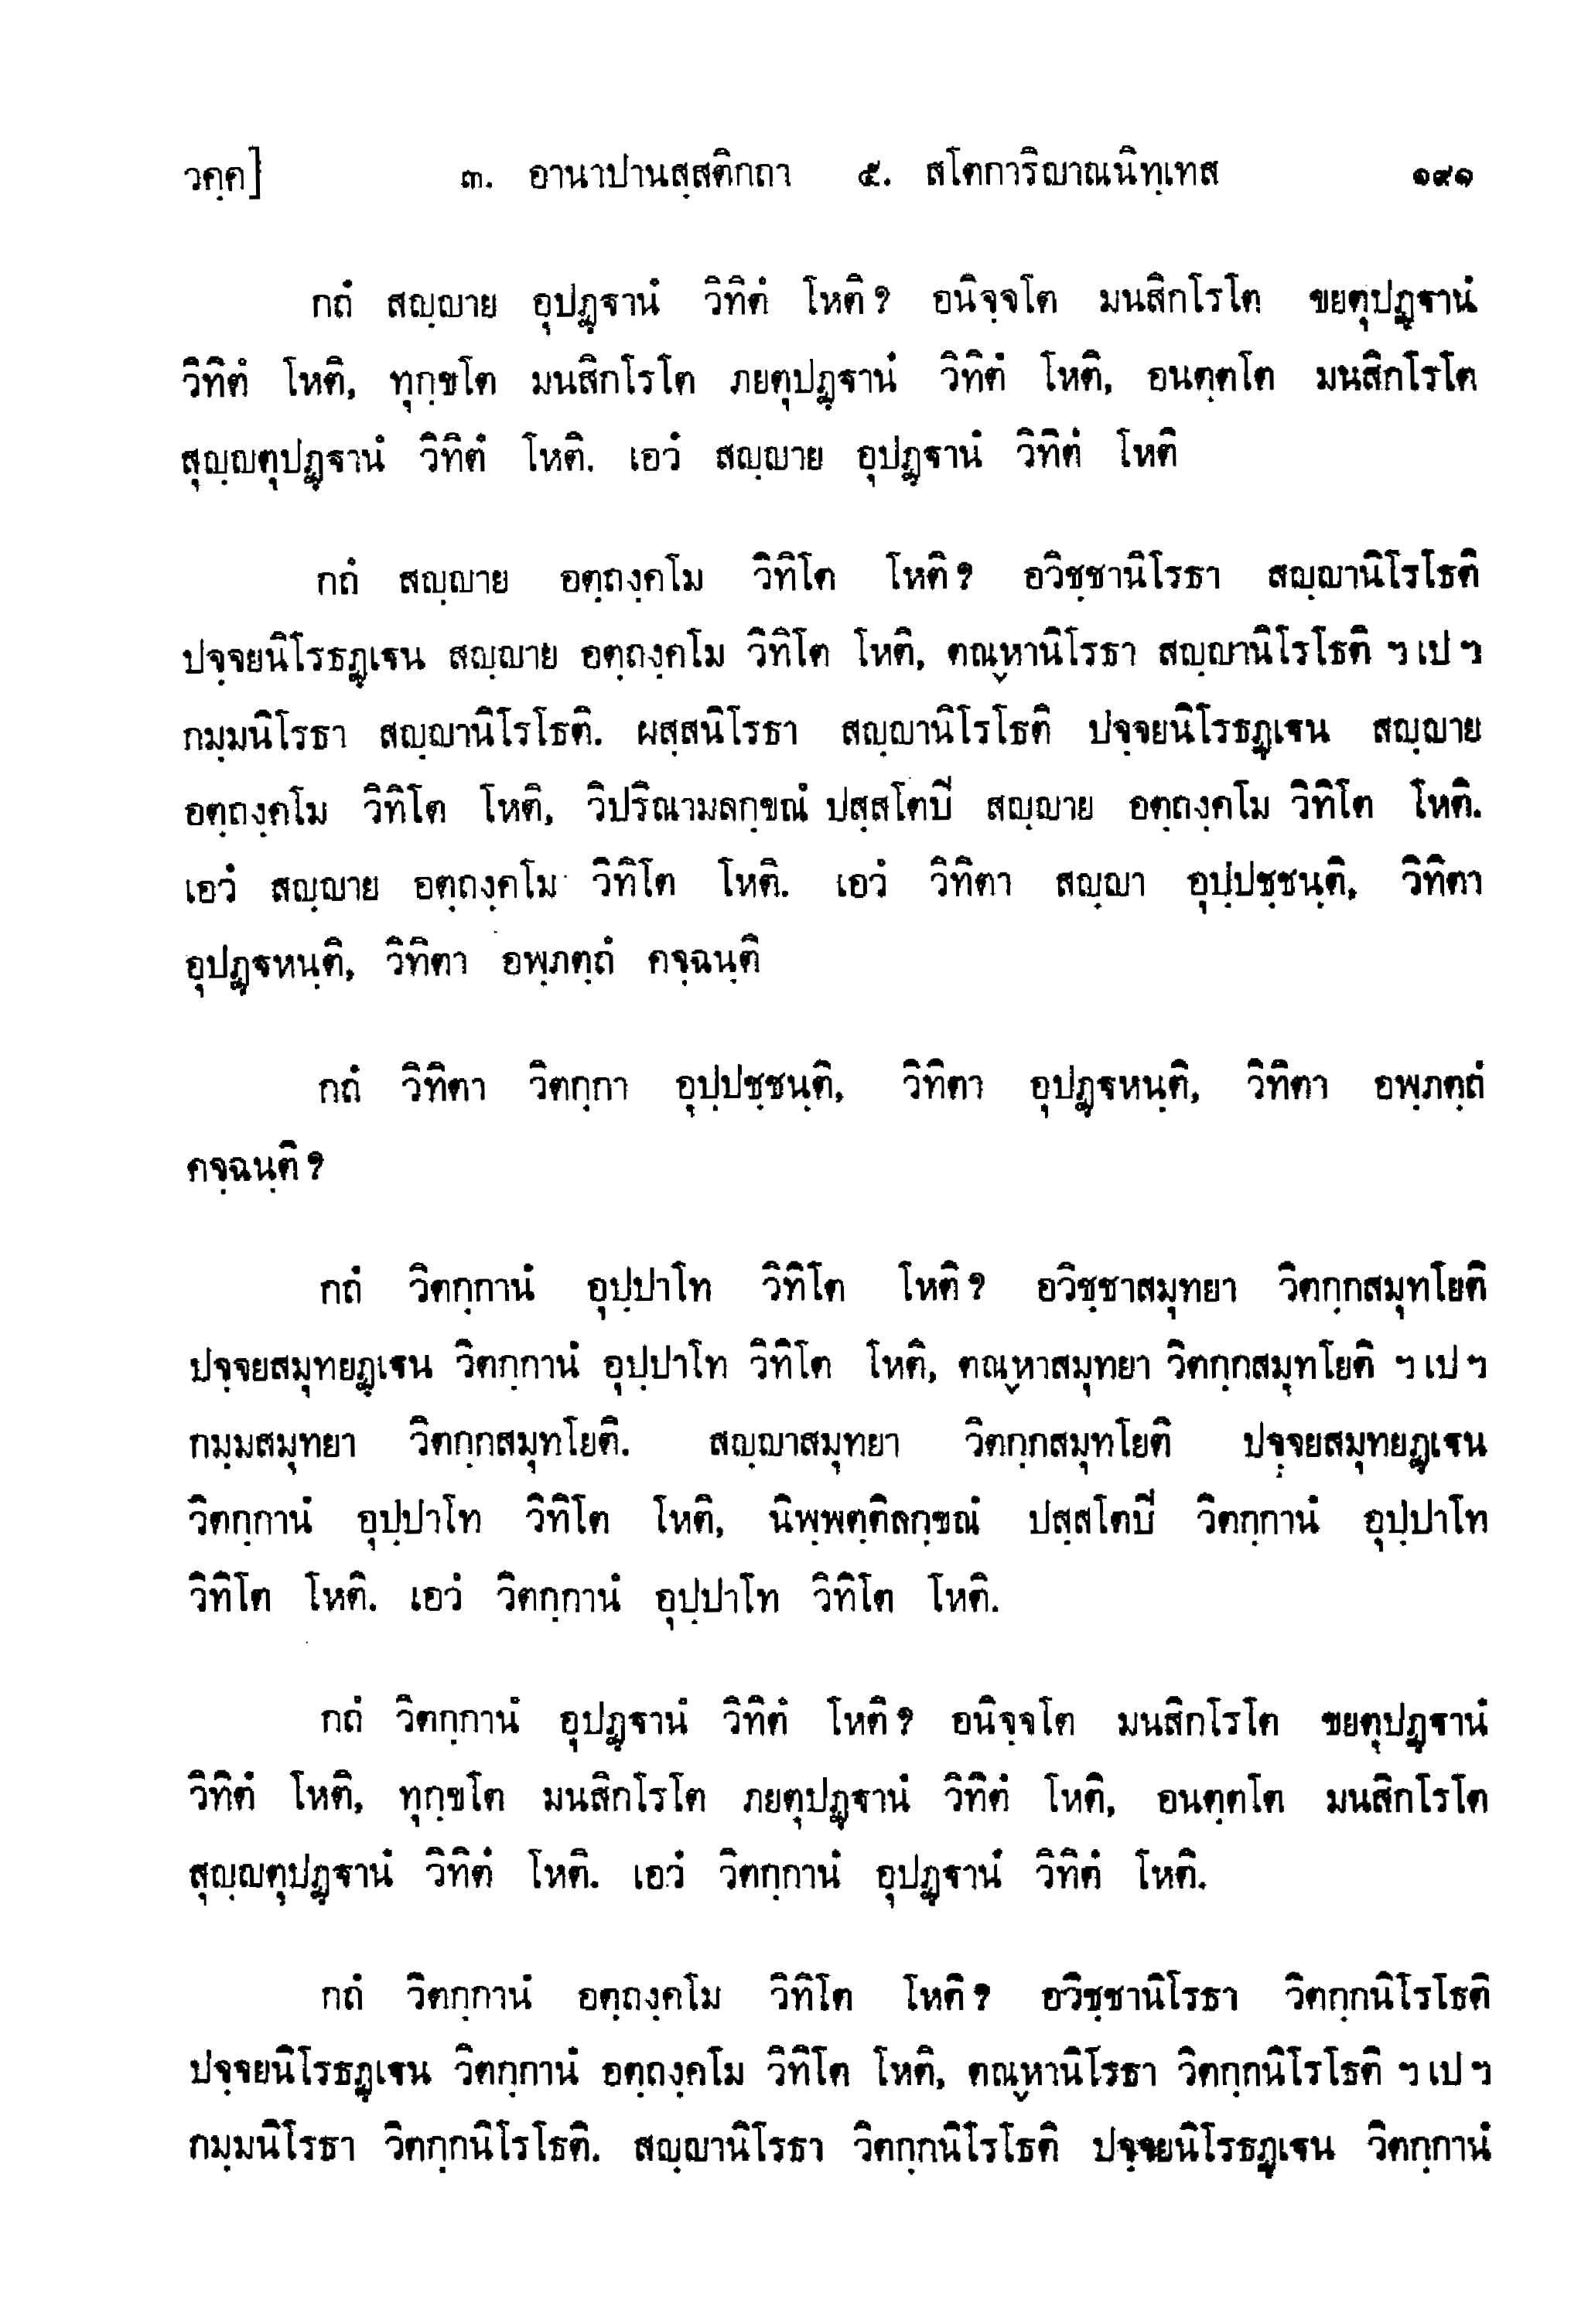 วคฺค] ๓. อานาปานสฺสติกถา ๕. สโตการิญาณนิทฺเทส ๑๙๑
กถํ สญฺญาย อุปฏฺฐานํ วิทิตํ โหติ? อนิจฺจโต มนสิกโรโต ขยตุปฏฺฐานํ
วิทิตํ โหติ, ทุกฺขโต มนสิกโรโต ภยตุปฏฺฐานํ วิทิตํ โหติ, อนตฺตโต มนสิกโรโต
สุญฺญตุปฏฺฐานํ วิทิตํ โหติ. เอวํ สญฺญาย อุปฏฺฐานํ วิทิตํ โหติ
กถํ สญฺญาย อตฺถงฺคโม วิทิโต โหติ? อวิชฺชานิโรธา สญฺญานิโรโธติ
ปจฺจยนิโรธฏฺเฐน สญฺญาย อตฺถงฺคโม วิทิโต โหติ, ตณฺหานิโรธา สญฺญานิโรโธติ ฯ เป ฯ
กมฺมนิโรธา สญฺญานิโรโธติ. ผสฺสนิโรธา สญฺญานิโรโธติ ปจฺจยนิโรธฏฺเฐน สญฺญาย
อตฺถงฺคโม วิทิโต โหติ, วิปริณามลกฺขณํ ปสฺสโตปิ สญฺญาย อตฺถงฺคโม วิทิโต โหติ.
เอวํ สญฺญาย อตฺถงฺคโม วิทิโต โหติ. เอวํ วิทิตา สญฺญา อุปฺปชฺชนฺติ, วิทิตา
อุปฏฺฐหนฺติ, วิทิตา อพฺภตฺถํ คจฺฉนฺติ
กถํ วิทิตา วิตกฺกา อุปฺปชฺชนฺติ, วิทิตา อุปฏฺฐหนฺติ, วิทิตา อพฺภตฺถํ
คจฺฉนฺติ?
กถํ วิตกฺกานํ อุปฺปาโท วิทิโต โหติ? อวิชฺชาสมุทยา วิตกฺกสมุทโยติ
ปจฺจยสมุทยฏฺเฐน วิตกฺกานํ อุปฺปาโท วิทิโต โหติ, ตณฺหาสมุทยา วิตกฺกสมุทโยติ ฯ เป ฯ
กมฺมสมุทยา วิตกฺกสมุทโยติ. สญฺญาสมุทยา วิตกฺกสมุทโยติ ปจฺจยสมุทยฏฺเฐน
วิตกฺกานํ อุปฺปาโท วิทิโต โหติ, นิพฺพตฺติลกฺขณํ ปสฺสโตปิ วิตกฺกานํ อุปฺปาโท
วิทิโต โหติ. เอวํ วิตกฺกานํ อุปฺปาโท วิทิโต โหติ.
กถํ วิตกฺกานํ อุปฏฺฐานํ วิทิตํ โหติ? อนิจฺจโต มนสิกโรโต ขยตุปฏฺฐานํ
วิทิตํ โหติ, ทุกฺขโต มนสิกโรโต ภยตุปฏฺฐานํ วิทิตํ โหติ, อนตฺตโต มนสิกโรโต
สุญฺญตุปฏฺฐานํ วิทิตํ โหติ. เอวํ วิตกฺกานํ อุปฏฺฐานํ วิทิตํ โหติ.
กถํ วิตกฺกานํ อตฺถงฺคโม วิทิโต โหติ? อวิชฺชานิโรธา วิตกฺกนิโรโธติ
ปจฺจยนิโรธฏฺเฐน วิตกฺกานํ อตฺถงฺคโม วิทิโต โหติ, ตณฺหานิโรธา วิตกฺกนิโรโธติ ฯ เป ฯ
กมฺมนิโรธา วิตกฺกนิโรโธติ. สญฺญานิโรธา วิตกฺกนิโรโธติ ปจฺจยนิโรธฏฺเฐน วิตกฺกานํ